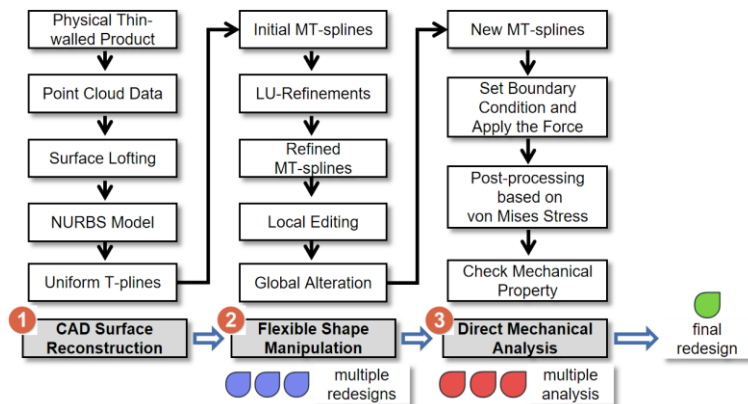 Physical Thin-
walled Product
Point Cloud Data
Surface Lofting
NURBS Model
Uniform T-plines
1
CAD Surface
Reconstruction
Initial MT-splines
LU-Refinements
Refined
MT-splines
Local Editing
Global Alteration
2
Flexible Shape
Manipulation
multiple
redesigns
New MT-splines
Set Boundary
Condition and
Apply the Force
Post-processing
based on
von Mises Stress
Check Mechanical
Property
3
Direct Mechanical
Analysis
multiple
analysis
final
redesign